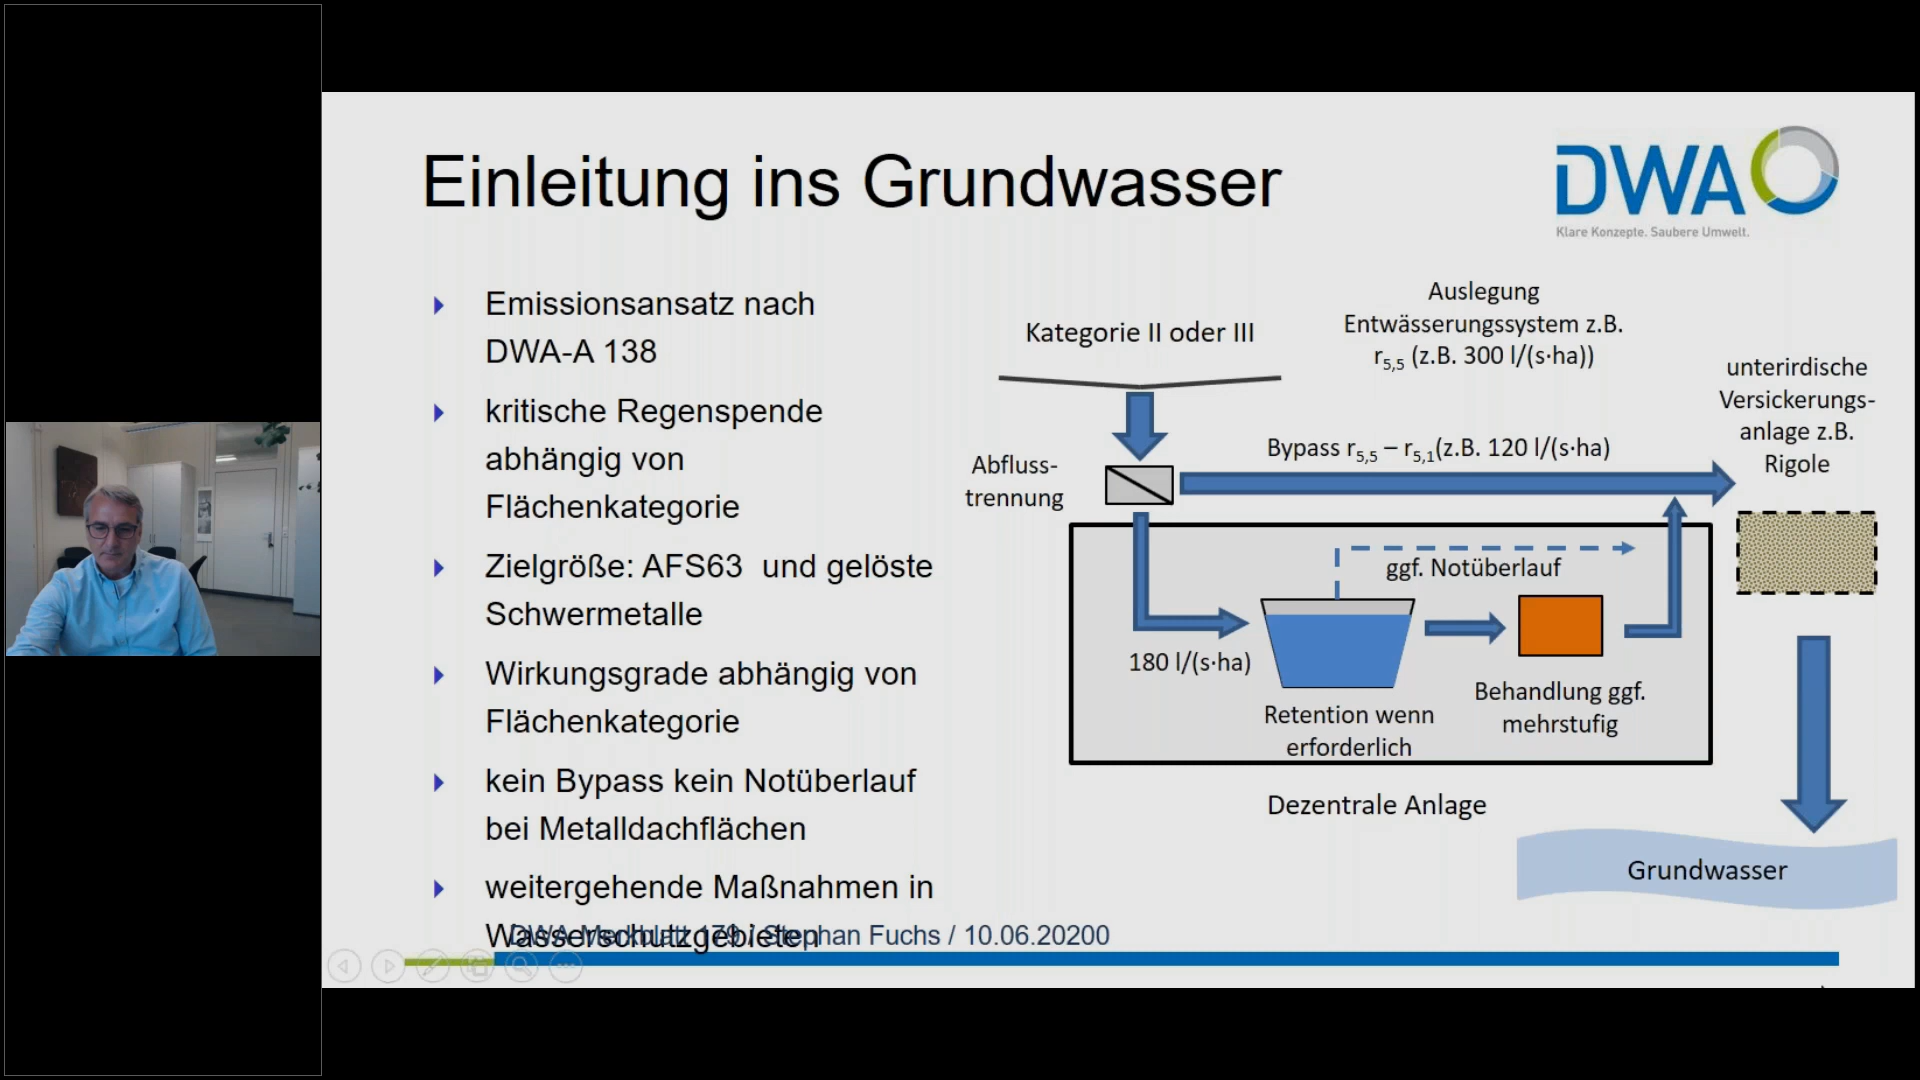 Einleitung ins Grundwasser
DWA
Klare Konzepte. Saubere Umwelt.
Emissionsansatz nach
DWA-A 138
kritische Regenspende
abhängig von
Flächenkategorie
Zielgröße: AFS63 und gelöste
Schwermetalle
Wirkungsgrade abhängig von
Flächenkategorie
kein Bypass kein Notüberlauf
bei Metalldachflächen
weitergehende Maßnahmen in
Wasserschutzgebieten
DWA Merkblatt 179 / Stephan Fuchs / 10.06.20200
Kategorie II oder III
Auslegung
Entwässerungssystem z.B.
r5,5 (z.B. 300 l/(s·ha))
unterirdische
Versickerungs-
anlage z.B.
Rigole
Abfluss-
trennung
Bypass r5,5 – r5,1(z.B. 120 l/(s·ha)
ggf. Notüberlauf
180 l/(s·ha)
Retention wenn
erforderlich
Behandlung ggf.
mehrstufig
Dezentrale Anlage
Grundwasser